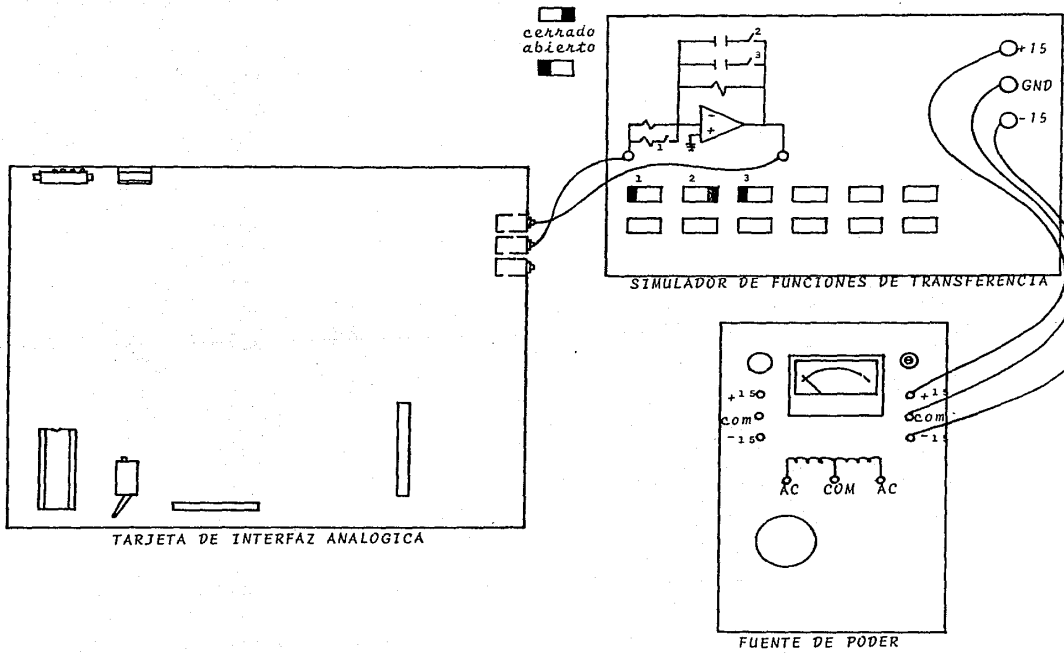 cerrado
abierto
2
3
1
+15
GND
-15
1 2 3
SIMULADOR DE FUNCIONES DE TRANSFERENCIA
TARJETA DE INTERFAZ ANALOGICA
+15 +15
com com
-15 -15
AC COM AC
FUENTE DE PODER